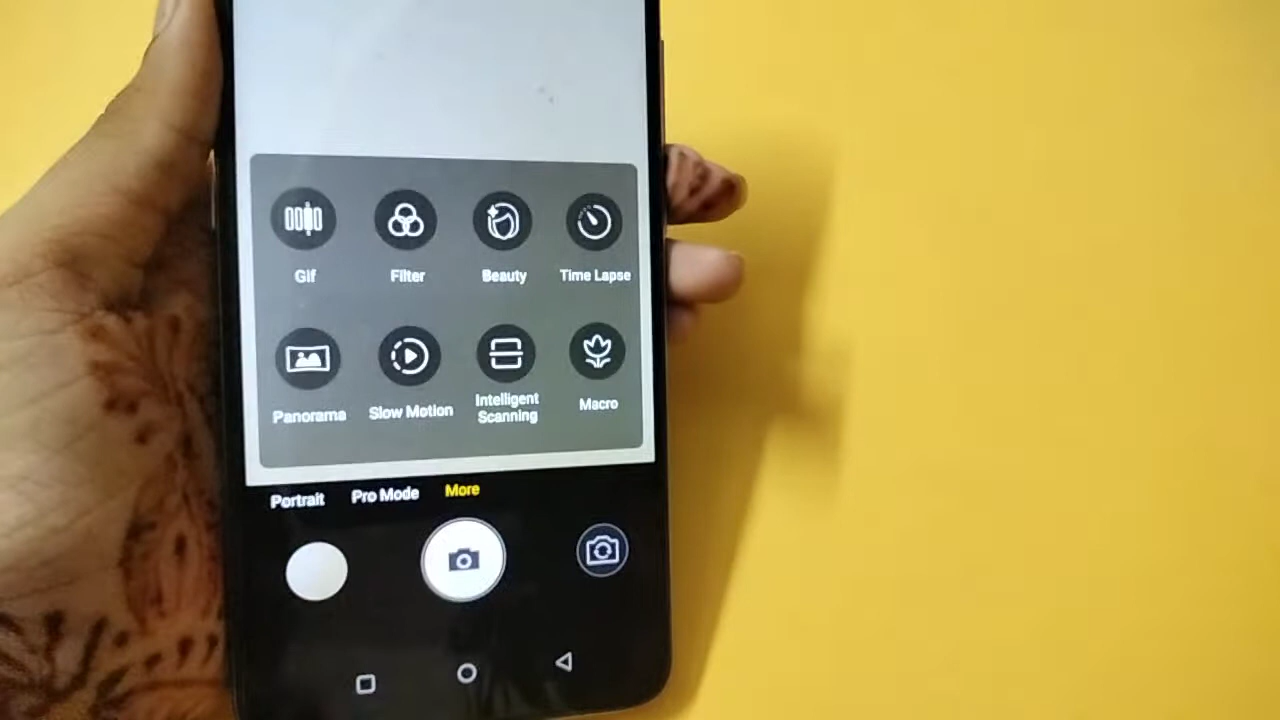 Gif
Filter
Beauty
Time Lapse
Panorama
Slow Motion
Intelligent
Scanning
Macro
Portrait
Pro Mode
More